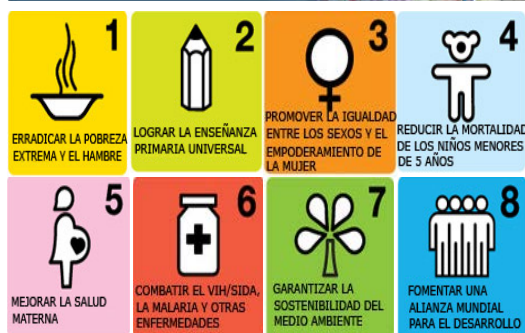 1
ERRADICAR LA POBREZA
EXTREMA Y EL HAMBRE
2
LOGRAR LA ENSEÑANZA
PRIMARIA UNIVERSAL
3
PROMOVER LA IGUALDAD
ENTRE LOS SEXOS Y EL
EMPODERAMIENTO DE
LA MUJER
4
REDUCIR LA MORTALIDAD
DE LOS NIÑOS MENORES
DE 5 AÑOS
5
MEJORAR LA SALUD
MATERNA
6
COMBATIR EL VIH/SIDA,
LA MALARIA Y OTRAS
ENFERMEDADES
7
GARANTIZAR LA
SOSTENIBILIDAD DEL
MEDIO AMBIENTE
8
FOMENTAR UNA
ALIANZA MUNDIAL
PARA EL DESARROLLO